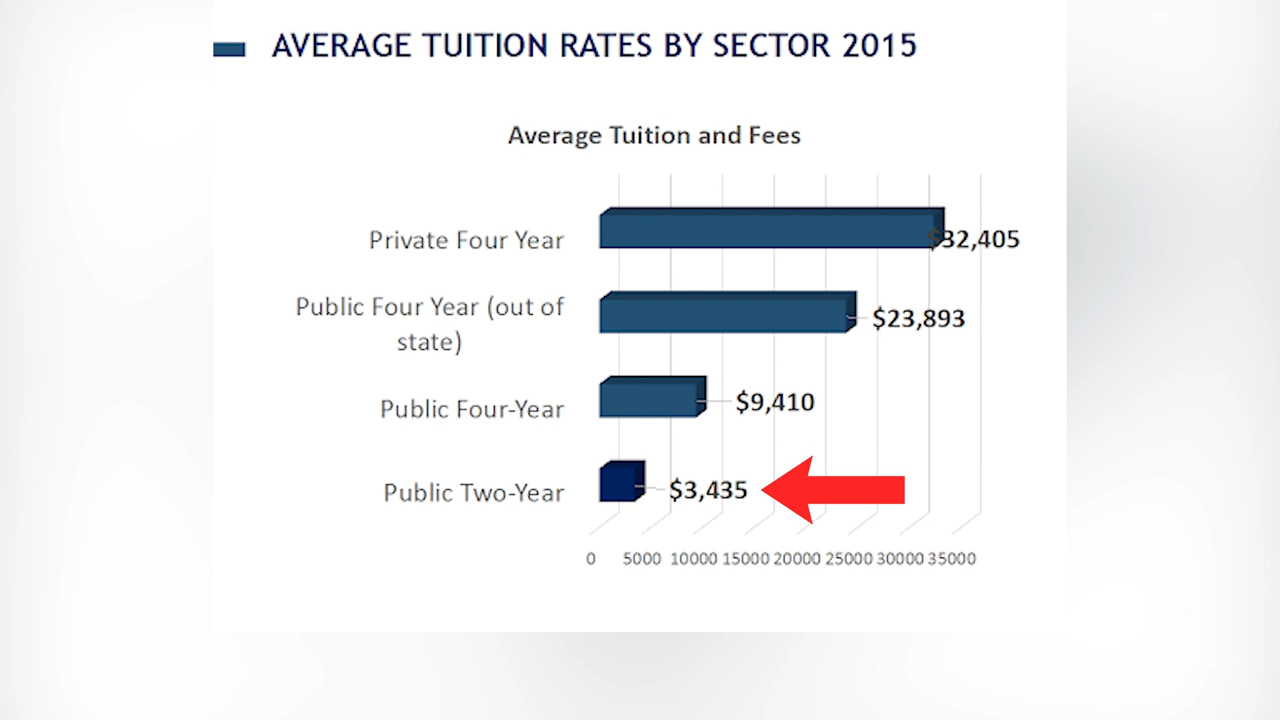 AVERAGE TUITION RATES BY SECTOR 2015
Average Tuition and Fees
Private Four Year
$32,405
Public Four Year (out of
state)
$23,893
Public Four-Year
$9,410
Public Two-Year
$3,435
0 5000 10000 15000 20000 25000 30000 35000